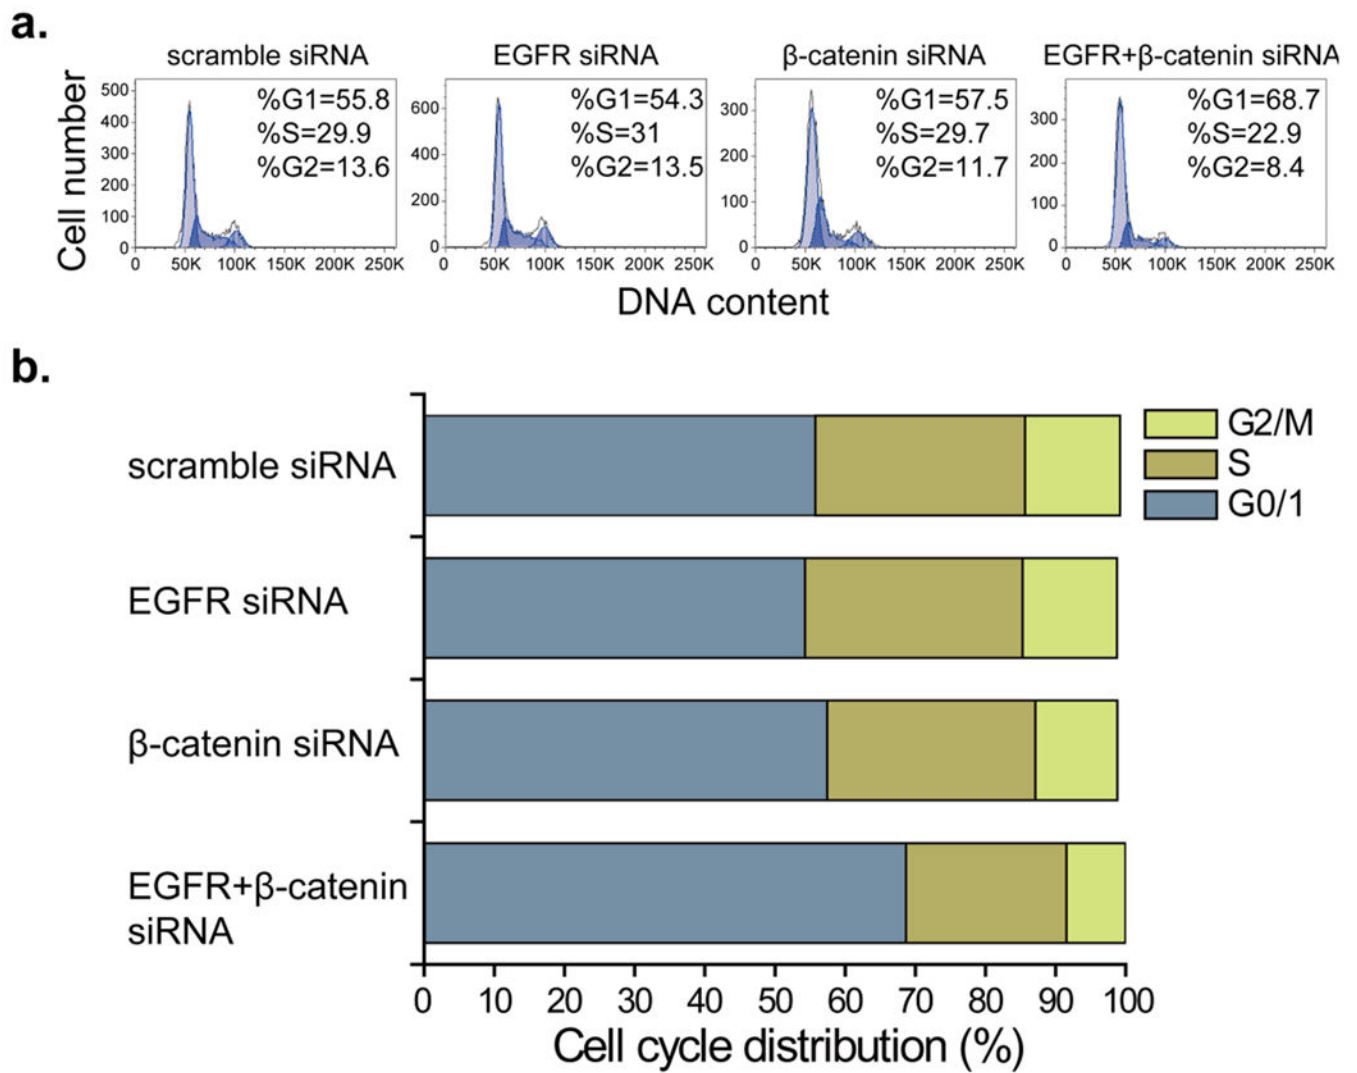 a.
scramble siRNA
EGFR siRNA
β-catenin siRNA
EGFR+β-catenin siRNA
Cell number
500
400
300
200
100
0
%G1=55.8
%S=29.9
%G2=13.6
0 50K 100K 150K 200K 250K
600
400
200
0
%G1=54.3
%S=31
%G2=13.5
0 50K 100K 150K 200K 250K
300
200
100
0
%G1=57.5
%S=29.7
%G2=11.7
0 50K 100K 150K 200K 250K
300
200
100
0
%G1=68.7
%S=22.9
%G2=8.4
0 50K 100K 150K 200K 250K
DNA content
b.
scramble siRNA
EGFR siRNA
β-catenin siRNA
EGFR+β-catenin
siRNA
G2/M
S
G0/1
0 10 20 30 40 50 60 70 80 90 100
Cell cycle distribution (%)